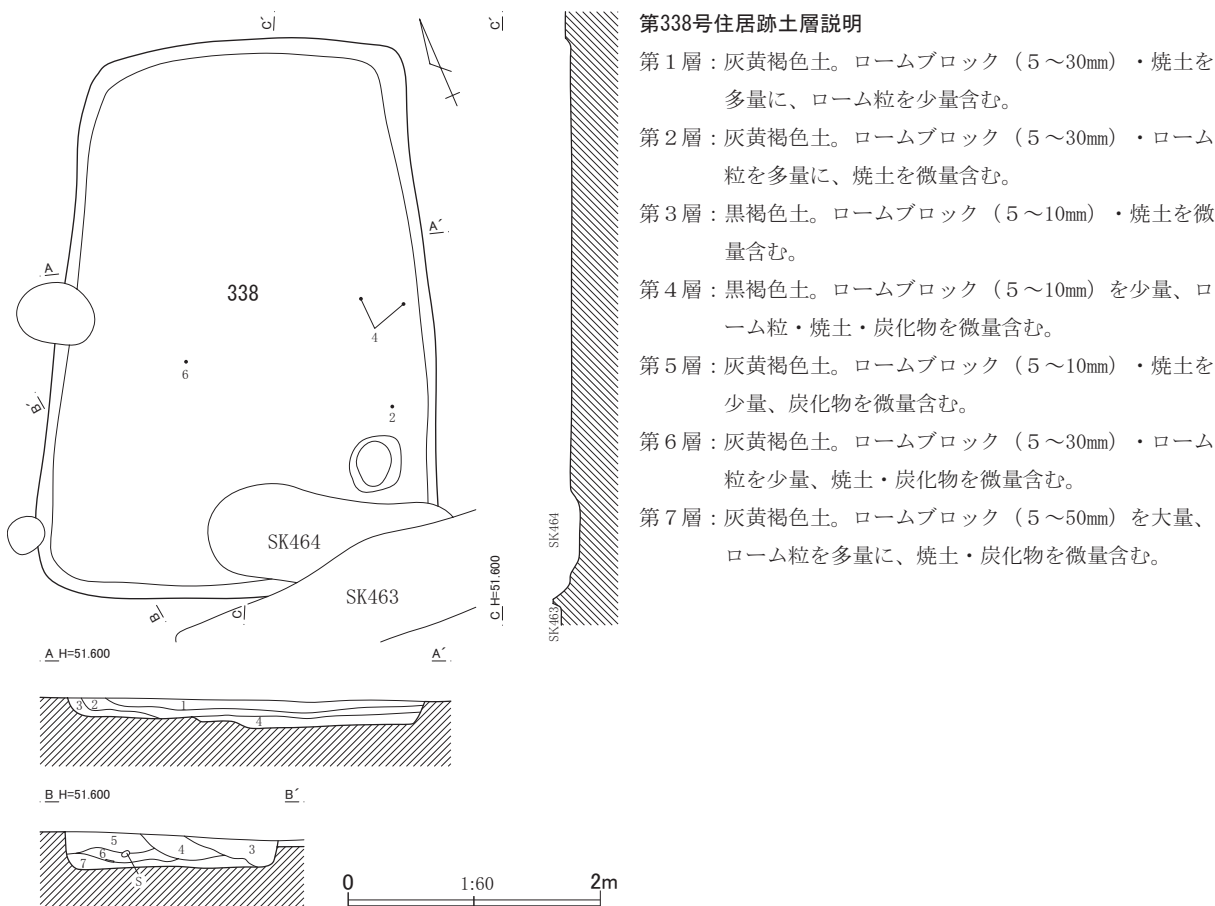 C´
C´
A´
A
338
4
6
B´
2
SK464
SK463
B
C
SK464
SK463
C H=51.600
A H=51.600
A´
3
2
1
4
B H=51.600
B´
5
4
3
6
7
S
0
1:60
2m
第338号住居跡土層説明
第1層：灰黄褐色土。ロームブロック（５～30㎜）・焼土を
多量に、ローム粒を少量含む。
第2層：灰黄褐色土。ロームブロック（５～30㎜）・ローム
粒を多量に、焼土を微量含む。
第3層：黒褐色土。ロームブロック（５～10㎜）・焼土を微
量含む。
第4層：黒褐色土。ロームブロック（５～10㎜）を少量、ロ
ーム粒・焼土・炭化物を微量含む。
第5層：灰黄褐色土。ロームブロック（５～10㎜）・焼土を
少量、炭化物を微量含む。
第6層：灰黄褐色土。ロームブロック（５～30㎜）・ローム
粒を少量、焼土・炭化物を微量含む。
第7層：灰黄褐色土。ロームブロック（５～50㎜）を大量、
ローム粒を多量に、焼土・炭化物を微量含む。